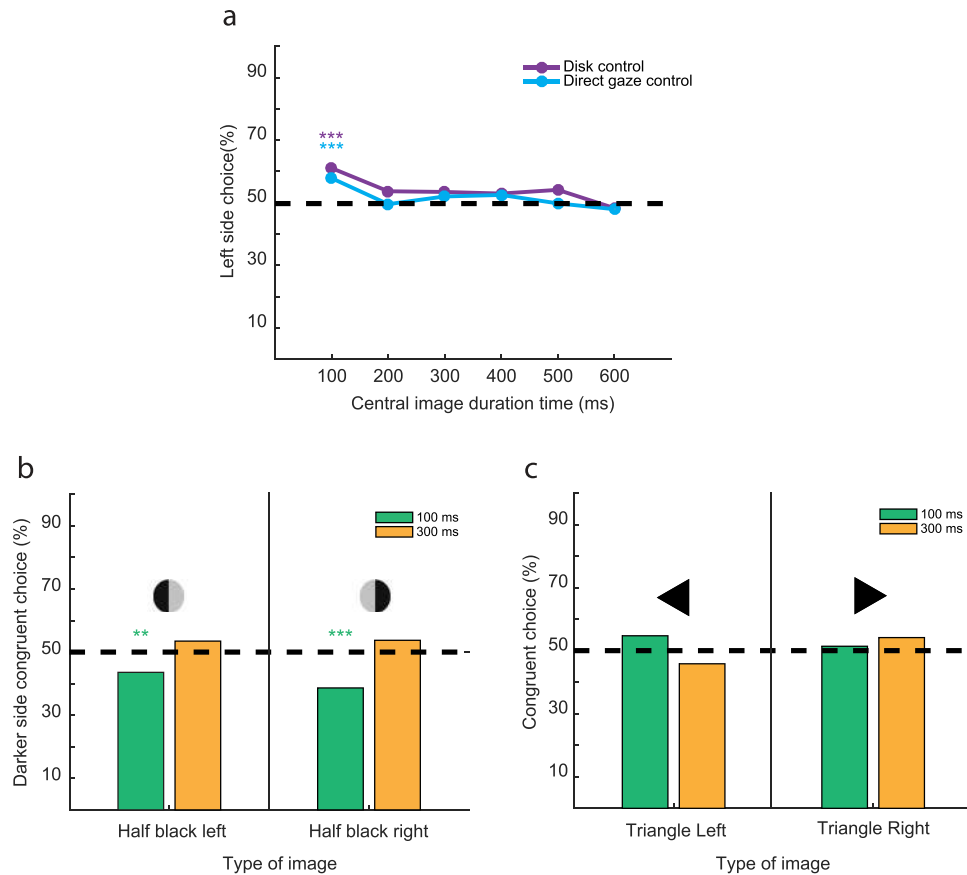 a
90
70
50
30
10
Left side choice(%)
Disk control
Direct gaze control
***
***
100 200 300 400 500 600
Central image duration time (ms)
b
90
70
50
30
10
Darker side congruent choice (%)
100 ms
300 ms
**
***
Half black left
Half black right
Type of image
c
90
70
50
30
10
Congruent choice (%)
100 ms
300 ms
Triangle Left
Triangle Right
Type of image